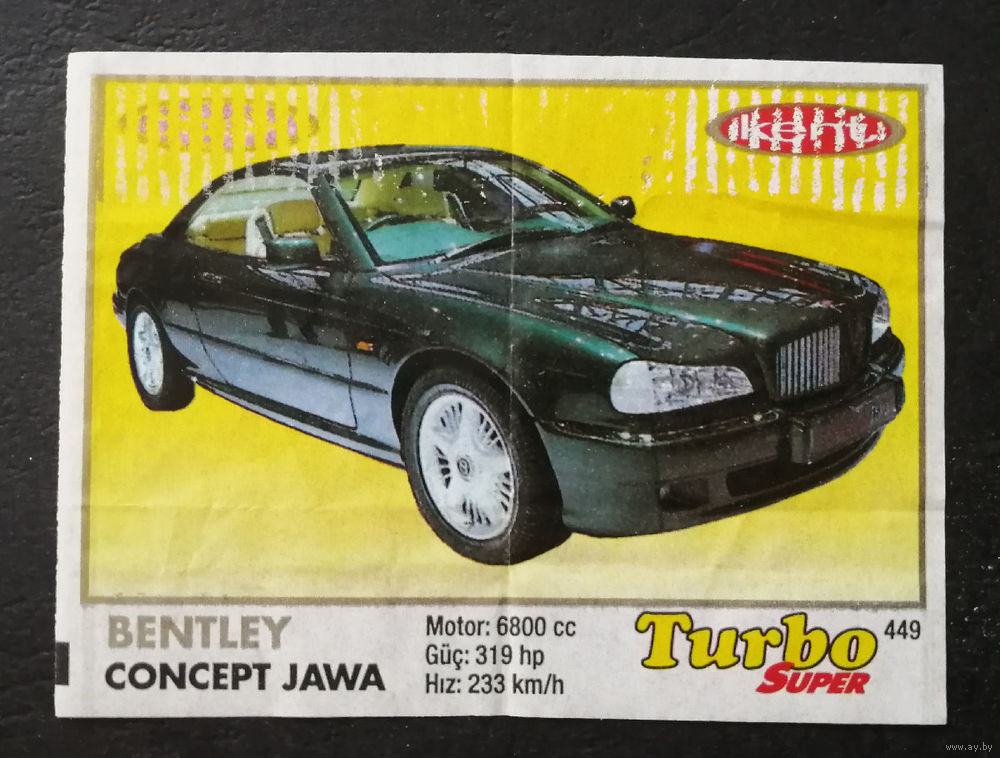 Kent
BENTLEY
CONCEPT JAWA
Motor: 6800 cc
Güç: 319 hp
Hız: 233 km/h
Turbo
SUPER
449
www.ay.by